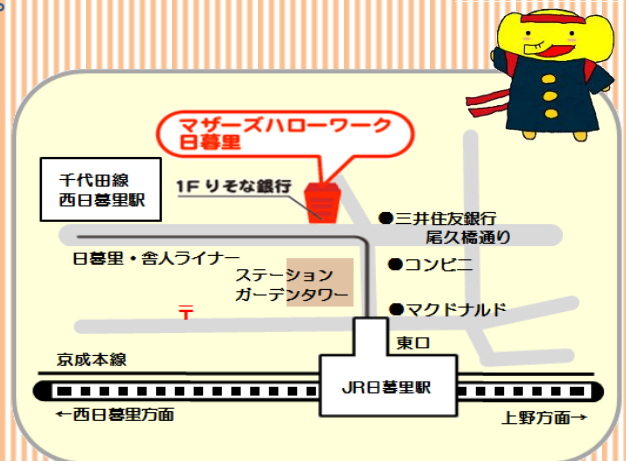 マザーズハローワーク
日暮里
千代田線
西日暮里駅
1F りそな銀行
●三井住友銀行
尾久橋通り
日暮里・舎人ライナー
ステーション
ガーデンタワー
●コンビニ
〒
●マクドナルド
東口
京成本線
JR日暮里駅
←西日暮里方面
上野方面→